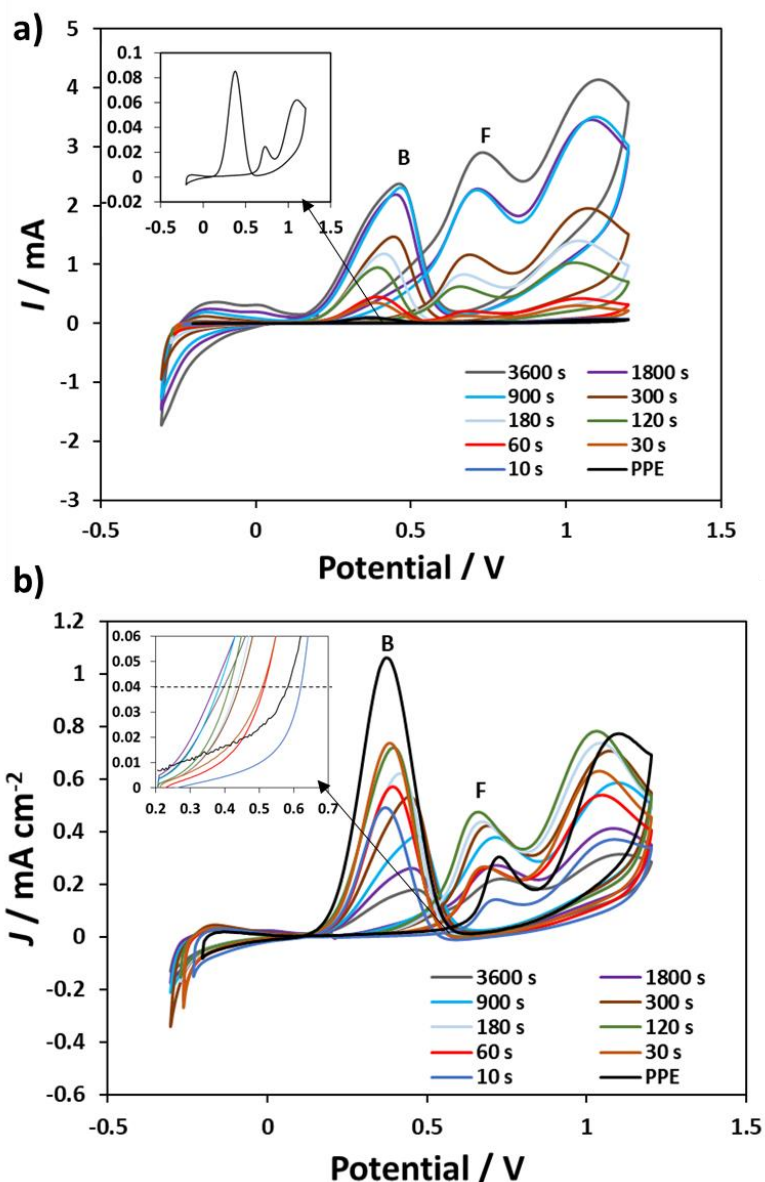 a)
5
4
3
2
1
0
-1
-2
-3
I / mA
0.1
0.08
0.06
0.04
0.02
0
-0.02
-0.5 0 0.5 1 1.5
B
F
3600 s 1800 s
900 s 300 s
180 s 120 s
60 s 30 s
10 s PPE
-0.5 0 0.5 1 1.5
Potential / V
b)
1.2
1
0.8
0.6
0.4
0.2
0
-0.2
-0.4
-0.6
J / mA cm-2
0.06
0.05
0.04
0.03
0.02
0.01
0
0.2 0.3 0.4 0.5 0.6 0.7
B
F
3600 s 1800 s
900 s 300 s
180 s 120 s
60 s 30 s
10 s PPE
-0.5 0 0.5 1 1.5
Potential / V